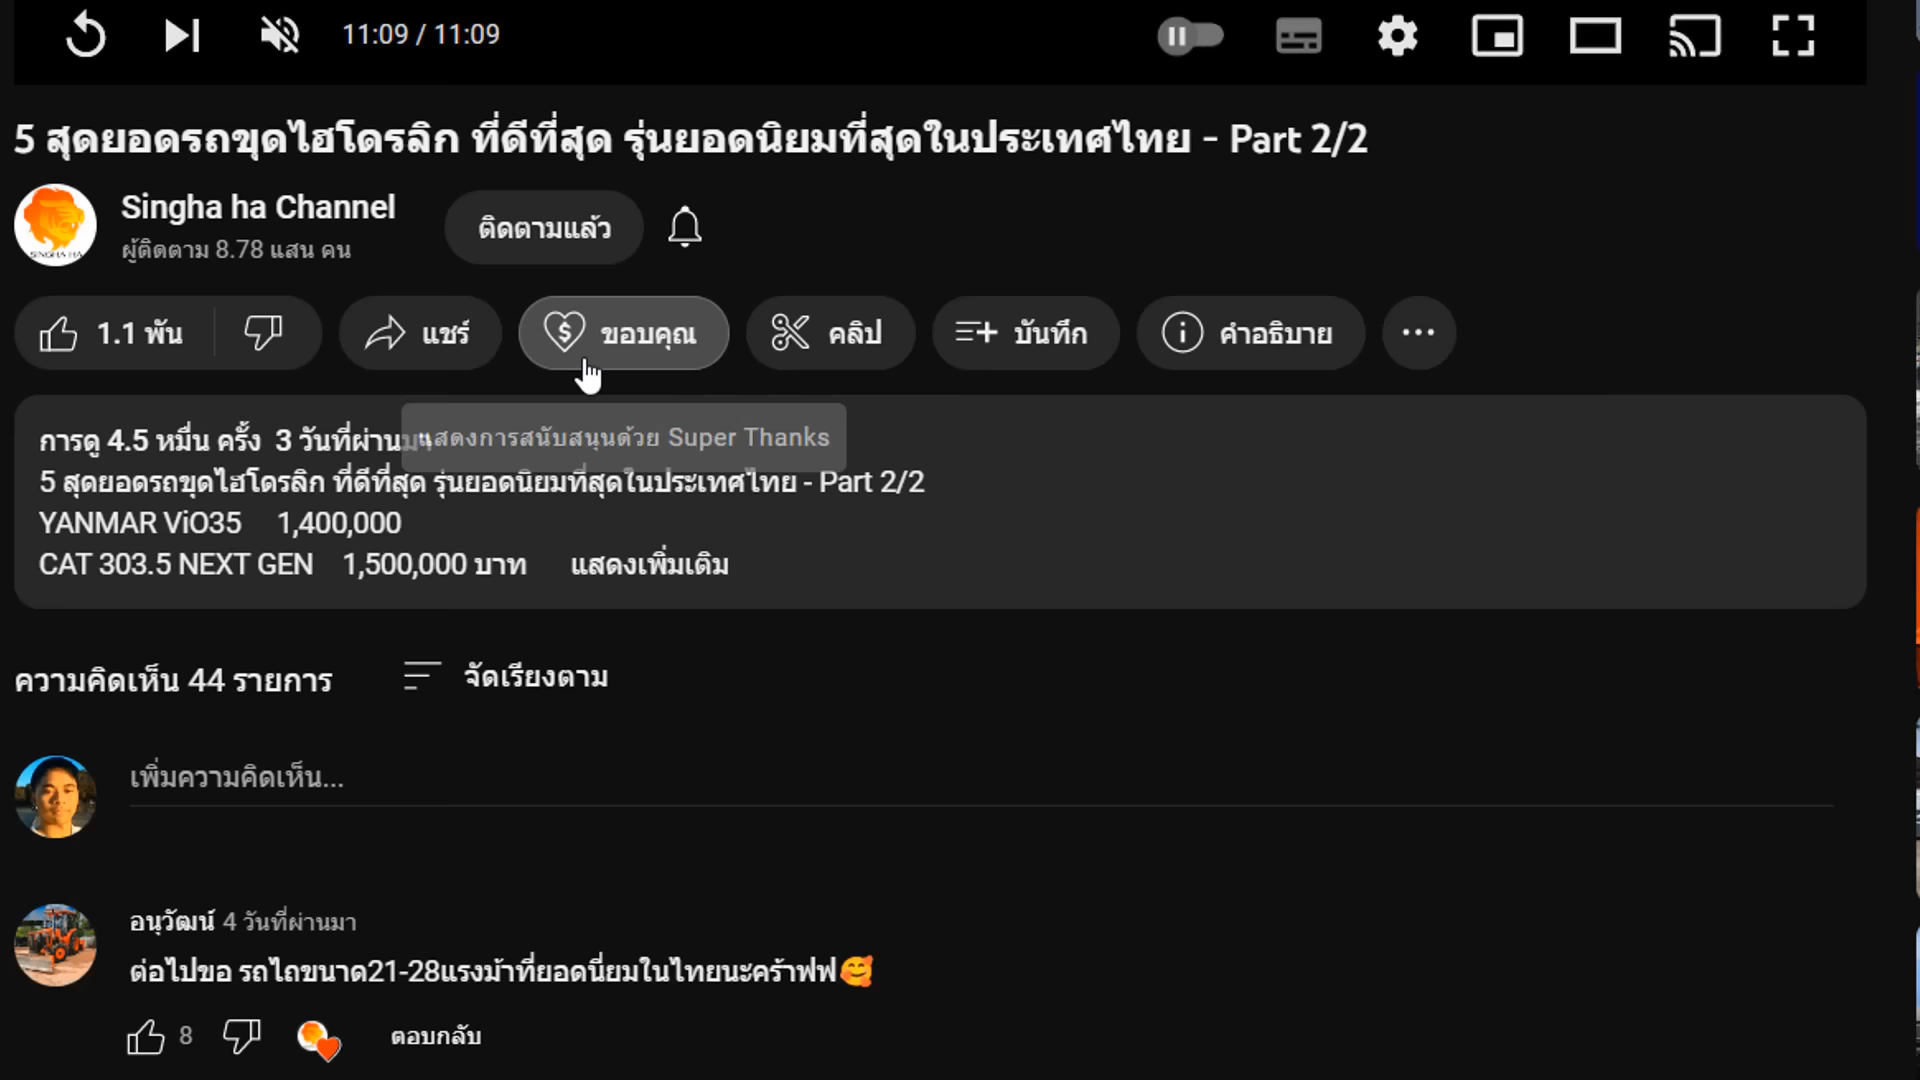 11:09 / 11:09
5 สุดยอดรถขุดไฮโดรลิก ที่ดีที่สุด รุ่นยอดนิยมที่สุดในประเทศไทย - Part 2/2
Singha ha Channel
ติดตามแล้ว
SINGHA HA
ผู้ติดตาม 8.78 แสน คน
1.1 พัน
แชร์
$ ขอบคุณ
คลิป
บันทึก
คำอธิบาย
การดู 4.5 หมื่น ครั้ง 3 วันที่ผ่านมา
แสดงการสนับสนุนด้วย Super Thanks
5 สุดยอดรถขุดไฮโดรลิก ที่ดีที่สุด รุ่นยอดนิยมที่สุดในประเทศไทย - Part 2/2
YANMAR ViO35 1,400,000
CAT 303.5 NEXT GEN 1,500,000 บาท แสดงเพิ่มเติม
ความคิดเห็น 44 รายการ
จัดเรียงตาม
เพิ่มความคิดเห็น...
อนุวัฒน์ 4 วันที่ผ่านมา
ต่อไปขอ รถไถขนาด21-28แรงม้าที่ยอดนี่ยมในไทยนะคร้าฟฟ🥰
8
ตอบกลับ